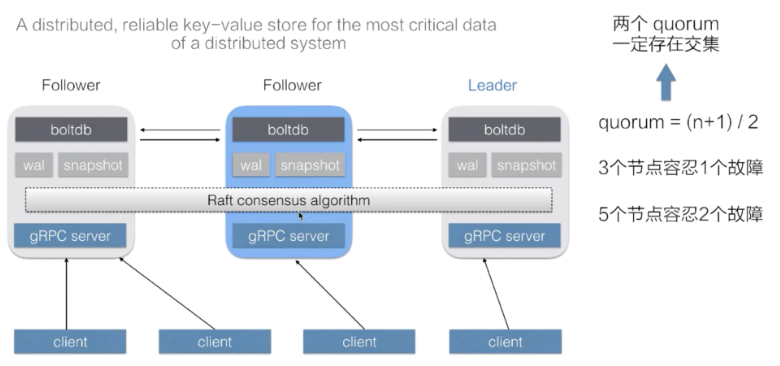 A distributed, reliable key-value store for the most critical data
of a distributed system
两个 quorum
一定存在交集
Follower
Follower
Leader
boltdb
boltdb
boltdb
quorum = (n+1) / 2
wal
snapshot
wal
snapshot
wal
snapshot
3个节点容忍1个故障
Raft consensus algorithm
5个节点容忍2个故障
gRPC server
gRPC server
gRPC server
client
client
client
client